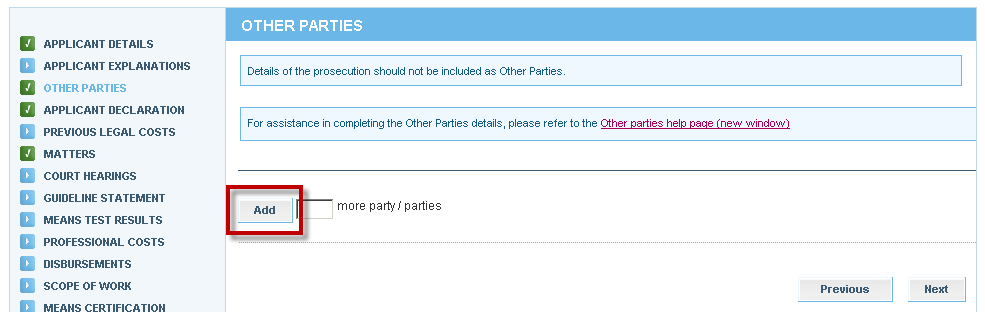 APPLICANT DETAILS
APPLICANT EXPLANATIONS
OTHER PARTIES
APPLICANT DECLARATION
PREVIOUS LEGAL COSTS
MATTERS
COURT HEARINGS
GUIDELINE STATEMENT
MEANS TEST RESULTS
PROFESSIONAL COSTS
DISBURSEMENTS
SCOPE OF WORK
MEANS CERTIFICATION
OTHER PARTIES
Details of the prosecution should not be included as Other Parties.
For assistance in completing the Other Parties details, please refer to the Other parties help page (new window)
Add more party / parties
Previous Next